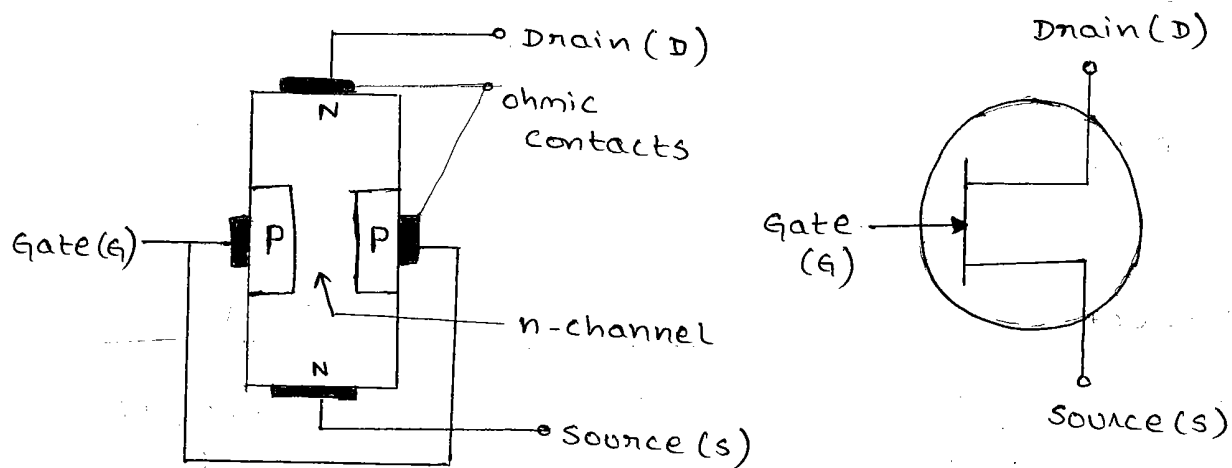 Drain (D)
N
ohmic
contacts
P
P
Gate (G)
n-channel
N
Source (S)
Drain (D)
Gate
(G)
Source (S)